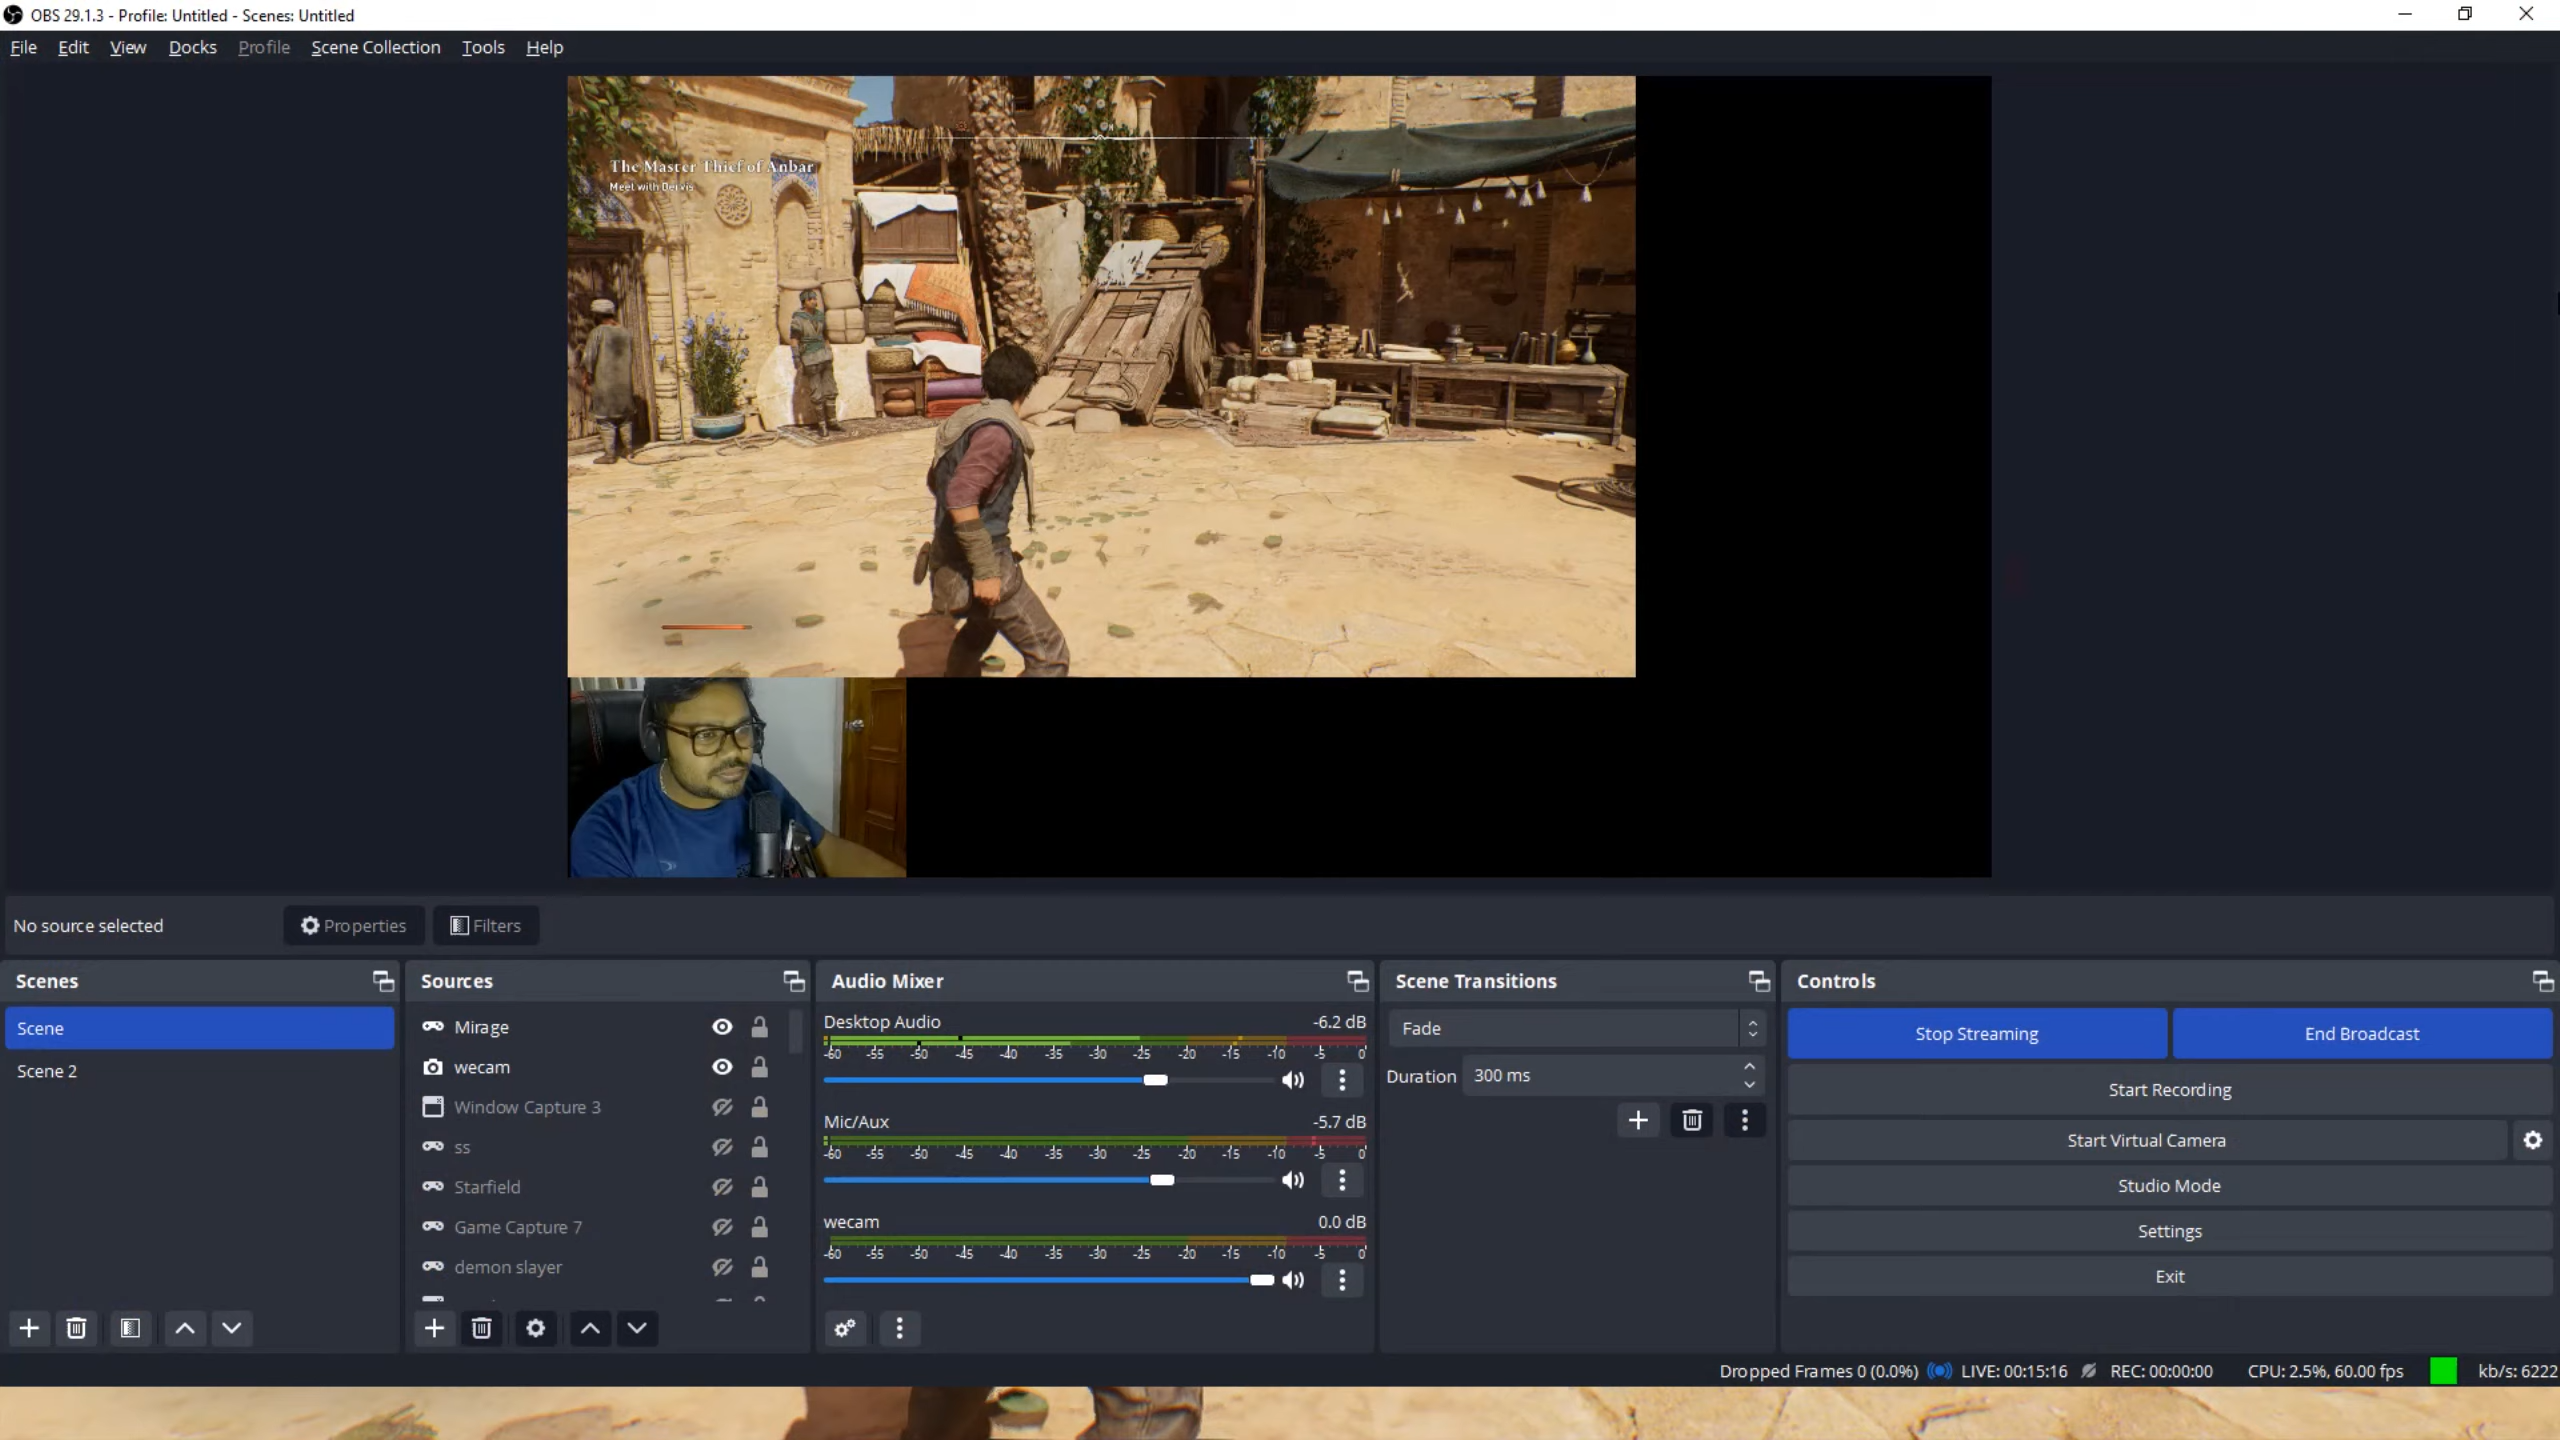 OBS 29.1.3 - Profile: Untitled - Scenes: Untitled
File Edit View Docks Profile Scene Collection Tools Help
The Master Thief of Anbar
Meet with Dervis
No source selected
Properties
Filters
Scenes
Scene
Scene 2
Sources
Mirage
wecam
Window Capture 3
ss
Starfield
Game Capture 7
demon slayer
Audio Mixer
Desktop Audio -6.2 dB
-60 -55 -50 -45 -40 -35 -30 -25 -20 -15 -10 -5 0
Mic/Aux -5.7 dB
-60 -55 -50 -45 -40 -35 -30 -25 -20 -15 -10 -5 0
wecam 0.0 dB
-60 -55 -50 -45 -40 -35 -30 -25 -20 -15 -10 -5 0
Scene Transitions
Fade
Duration 300 ms
Controls
Stop Streaming End Broadcast
Start Recording
Start Virtual Camera
Studio Mode
Settings
Exit
Dropped Frames 0 (0.0%) LIVE: 00:15:16 REC: 00:00:00 CPU: 2.5%, 60.00 fps kb/s: 6222